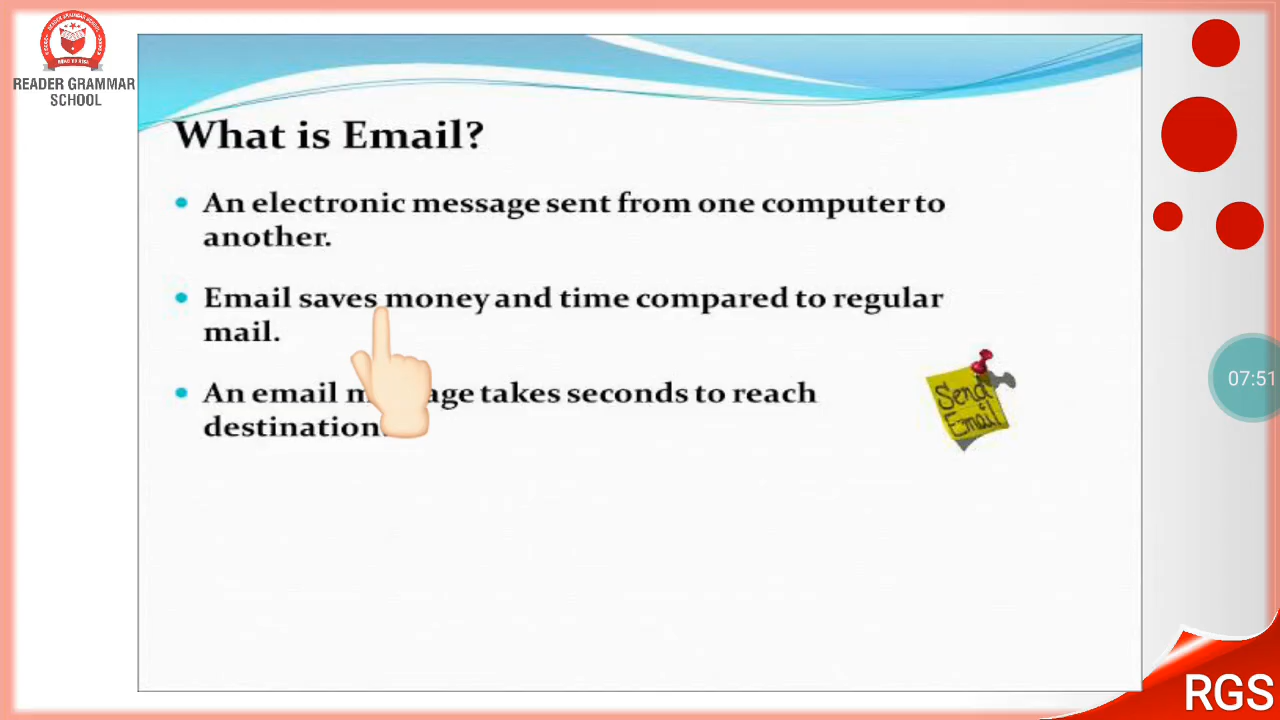 READER GRAMMAR
SCHOOL
What is Email?
An electronic message sent from one computer to
another.
Email saves money and time compared to regular
mail.
An email takes seconds to reach
destination.
Send
Email
07:51
RGS